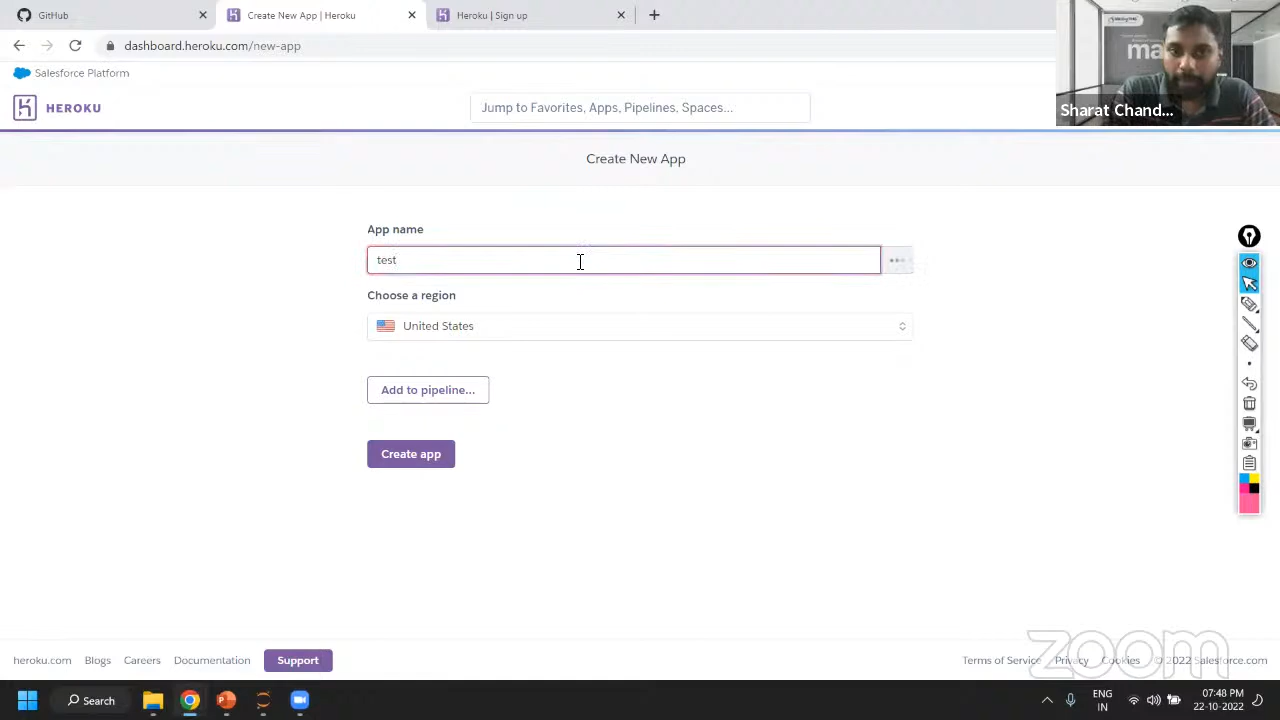 GitHub
Create New App | Heroku
Heroku | Sign up
dashboard.heroku.com/new-app
Salesforce Platform
HEROKU
Jump to Favorites, Apps, Pipelines, Spaces...
Sharat Chand...
Create New App
App name
test
Choose a region
United States
Add to pipeline...
Create app
heroku.com
Blogs
Careers
Documentation
Support
Terms of Service
Privacy
Cookies
© 2022 Salesforce.com
zoom
Search
ENG
IN
07:48 PM
22-10-2022